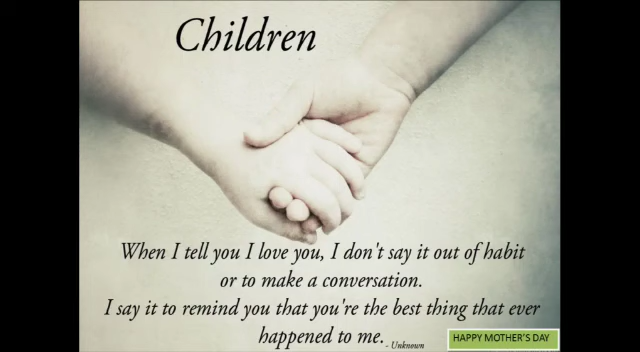 Children
When I tell you I love you, I don't say it out of habit
or to make a conversation.
I say it to remind you that you're the best thing that ever
happened to me. - Unknown
HAPPY MOTHER'S DAY